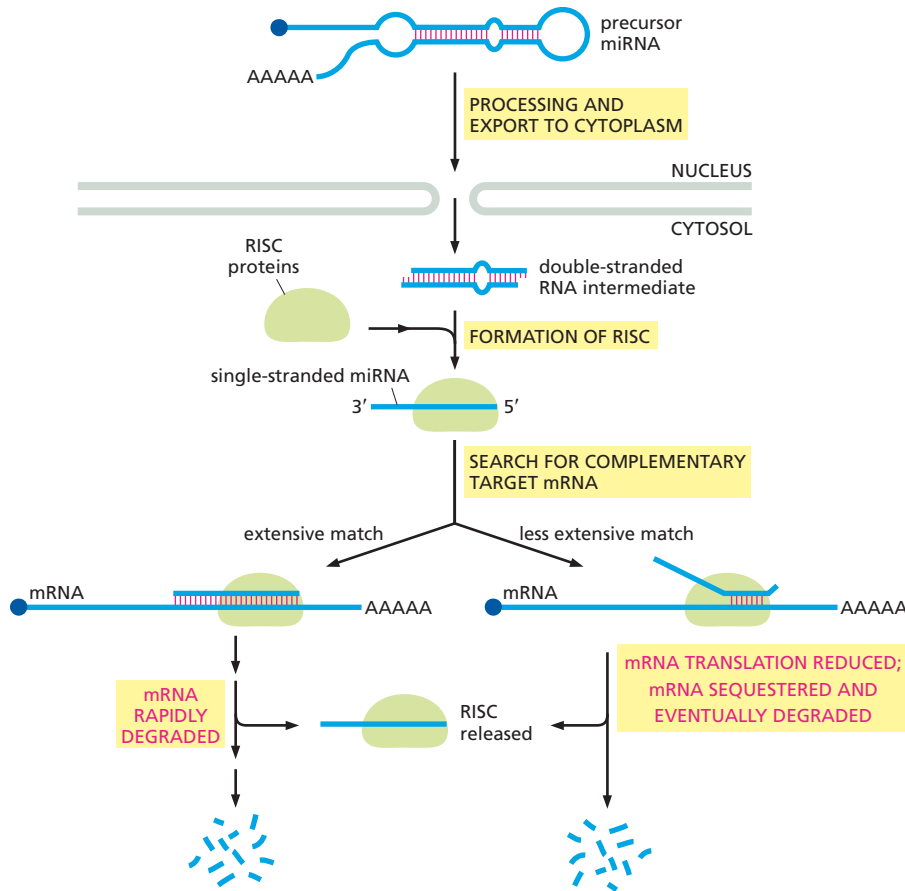 precursor
miRNA
AAAAA
PROCESSING AND
EXPORT TO CYTOPLASM
NUCLEUS
CYTOSOL
RISC
proteins
double-stranded
RNA intermediate
FORMATION OF RISC
single-stranded miRNA
3′ 5′
SEARCH FOR COMPLEMENTARY
TARGET mRNA
extensive match
less extensive match
mRNA
AAAAA
mRNA
AAAAA
mRNA
RAPIDLY
DEGRADED
RISC
released
mRNA TRANSLATION REDUCED;
mRNA SEQUESTERED AND
EVENTUALLY DEGRADED